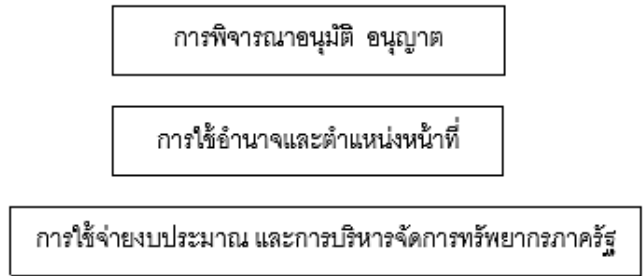 การพิจารณาอนุมัติ อนุญาต
การใช้อำนาจและตำแหน่งหน้าที่
การใช้จ่ายงบประมาณ และการบริหารจัดการทรัพยากรภาครัฐ